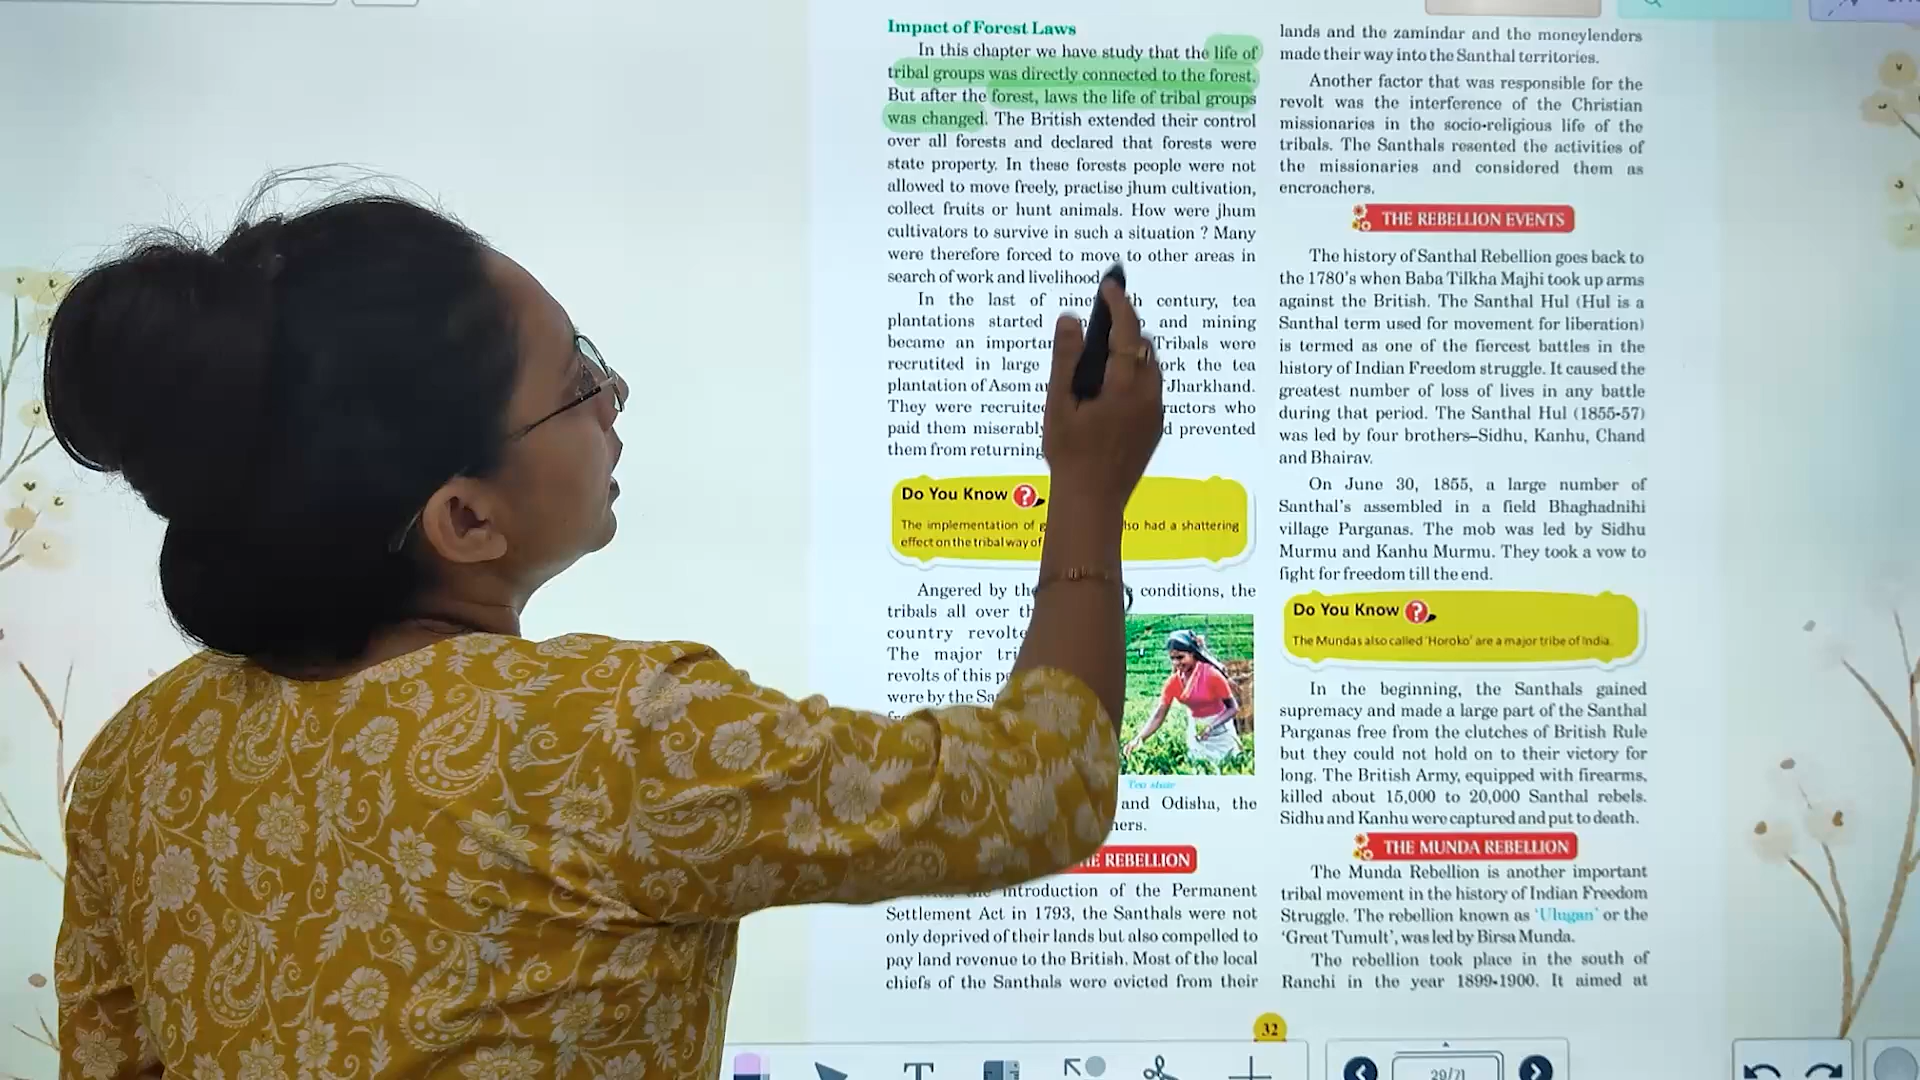 Impact of Forest Laws
In this chapter we have study that the life of
tribal groups was directly connected to the forest.
But after the forest, laws the life of tribal groups
was changed. The British extended their control
over all forests and declared that forests were
state property. In these forests people were not
allowed to move freely, practise jhum cultivation,
collect fruits or hunt animals. How were jhum
cultivators to survive in such a situation ? Many
were therefore forced to move to other areas in
search of work and livelihood
In the last of century, tea
plantations started and mining
became an Tribals were
recrutited in large the tea
plantation of Asom Jharkhand.
They were who
paid them prevented
them from returning
Do You Know ?
The implementation of had a shattering
effect on the tribal way of
Angered by conditions, the
tribals all over
country
The major
revolts of this
were by the
Tea
and Odisha, the
REBELLION
introduction of the Permanent
Settlement Act in 1793, the Santhals were not
only deprived of their lands but also compelled to
pay land revenue to the British. Most of the local
chiefs of the Santhals were evicted from their
lands and the zamindar and the moneylenders
made their way into the Santhal territories.
Another factor that was responsible for the
revolt was the interference of the Christian
missionaries in the socio-religious life of the
tribals. The Santhals resented the activities of
the missionaries and considered them as
encroachers.
THE REBELLION EVENTS
The history of Santhal Rebellion goes back to
the 1780's when Baba Tilkha Majhi took up arms
against the British. The Santhal Hul (Hul is a
Santhal term used for movement for liberation)
is termed as one of the fiercest battles in the
history of Indian Freedom struggle. It caused the
greatest number of loss of lives in any battle
during that period. The Santhal Hul (1855-57)
was led by four brothers–Sidhu, Kanhu, Chand
and Bhairav.
On June 30, 1855, a large number of
Santhal's assembled in a field Bhaghadnihi
village Parganas. The mob was led by Sidhu
Murmu and Kanhu Murmu. They took a vow to
fight for freedom till the end.
Do You Know ?
The Mundas also called 'Horoko' are a major tribe of India.
In the beginning, the Santhals gained
supremacy and made a large part of the Santhal
Parganas free from the clutches of British Rule
but they could not hold on to their victory for
long. The British Army, equipped with firearms,
killed about 15,000 to 20,000 Santhal rebels.
Sidhu and Kanhu were captured and put to death.
THE MUNDA REBELLION
The Munda Rebellion is another important
tribal movement in the history of Indian Freedom
Struggle. The rebellion known as 'Ulugan' or the
'Great Tumult', was led by Birsa Munda.
The rebellion took place in the south of
Ranchi in the year 1899-1900. It aimed at
32
29/71